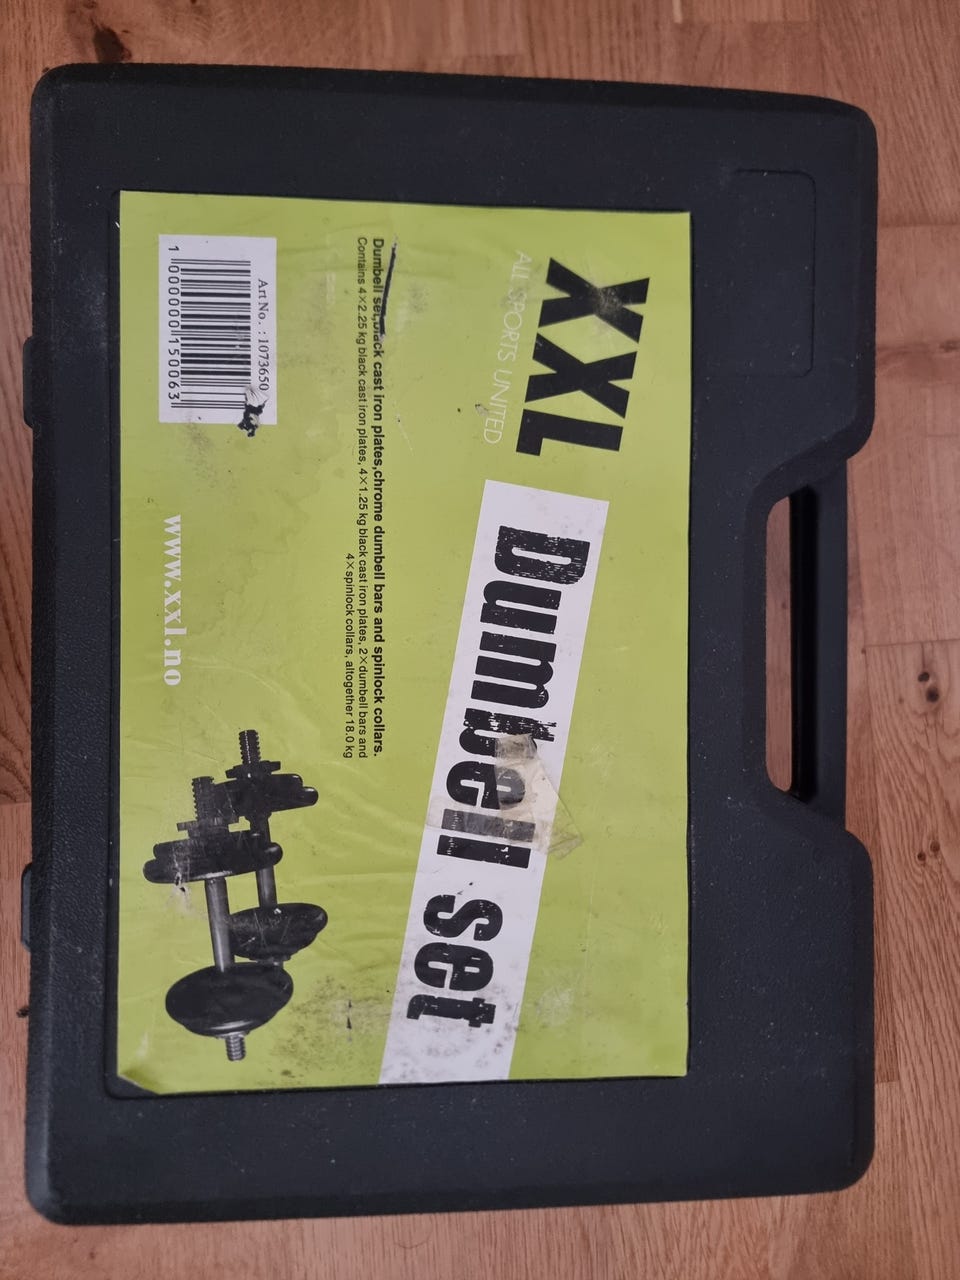 XXL
ALL SPORTS UNITED
Dumbell set
Dumbell set,black cast iron plates,chrome dumbell bars and spinlock collars.
Contains 4×2.25 kg black cast iron plates, 4×1.25 kg black cast iron plates, 2×dumbell bars and
4×spinlock collars, altogether 18.0 kg
Art No. :1073650
1 000000 150063
www.xxl.no